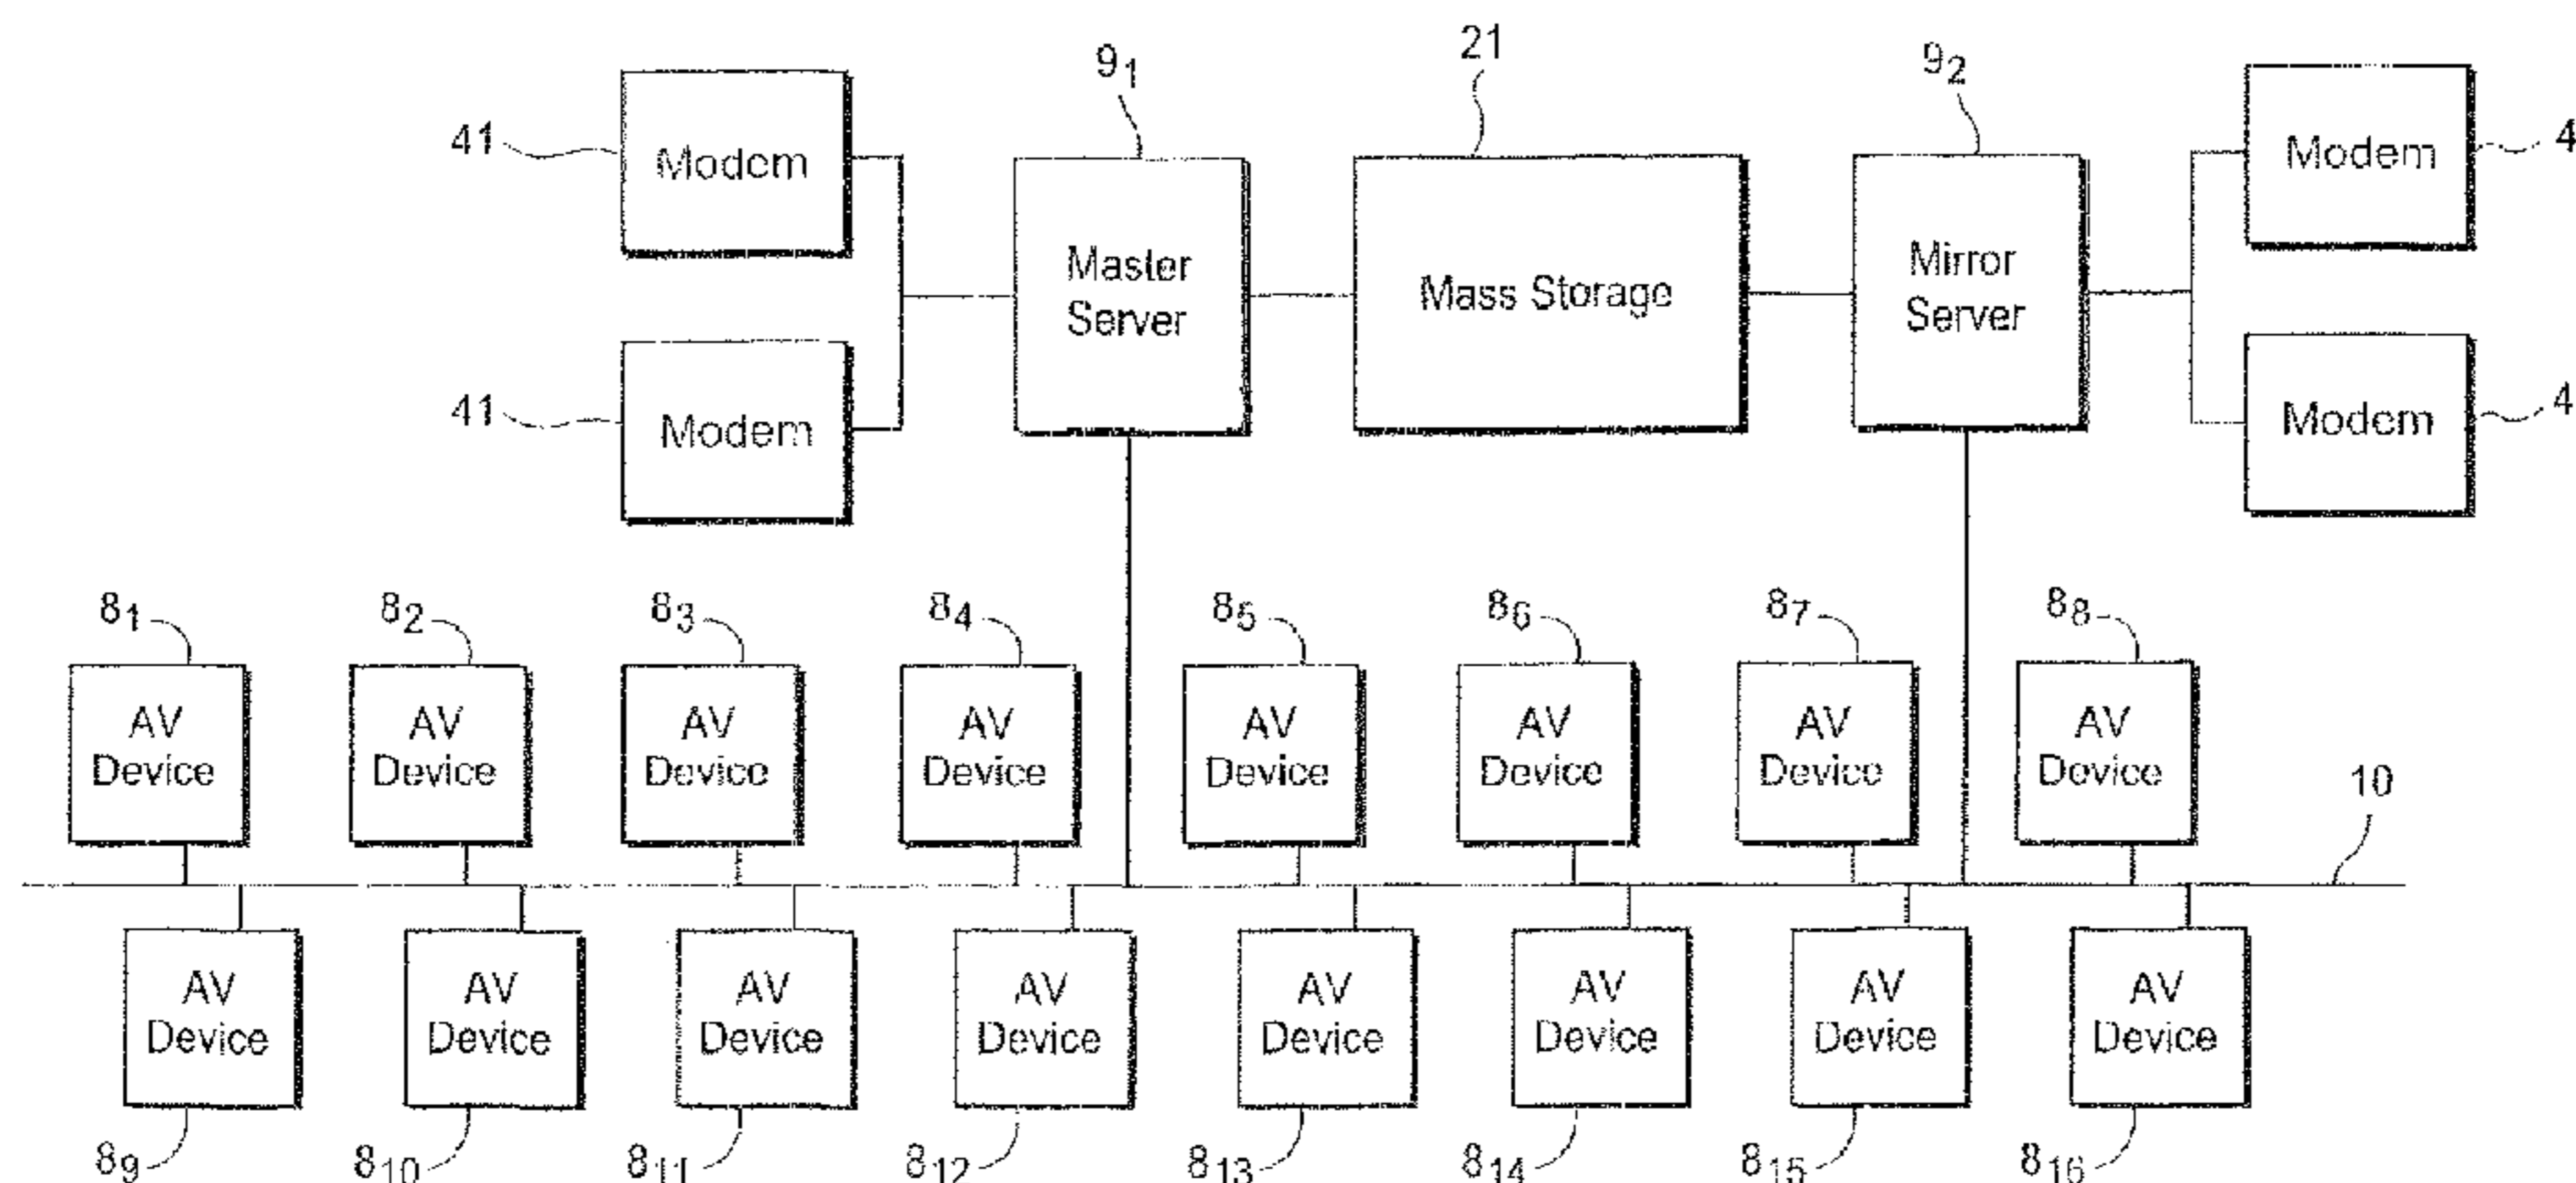 9₁
21
9₂
41
Modem
Modem
4
Master
Server
Mass Storage
Mirror
Server
41
Modem
Modem
4
8₁
8₂
8₃
8₄
8₅
8₆
8₇
8₈
AV
Device
AV
Device
AV
Device
AV
Device
AV
Device
AV
Device
AV
Device
AV
Device
10
AV
Device
AV
Device
AV
Device
AV
Device
AV
Device
AV
Device
AV
Device
AV
Device
8₉
8₁₀
8₁₁
8₁₂
8₁₃
8₁₄
8₁₅
8₁₆